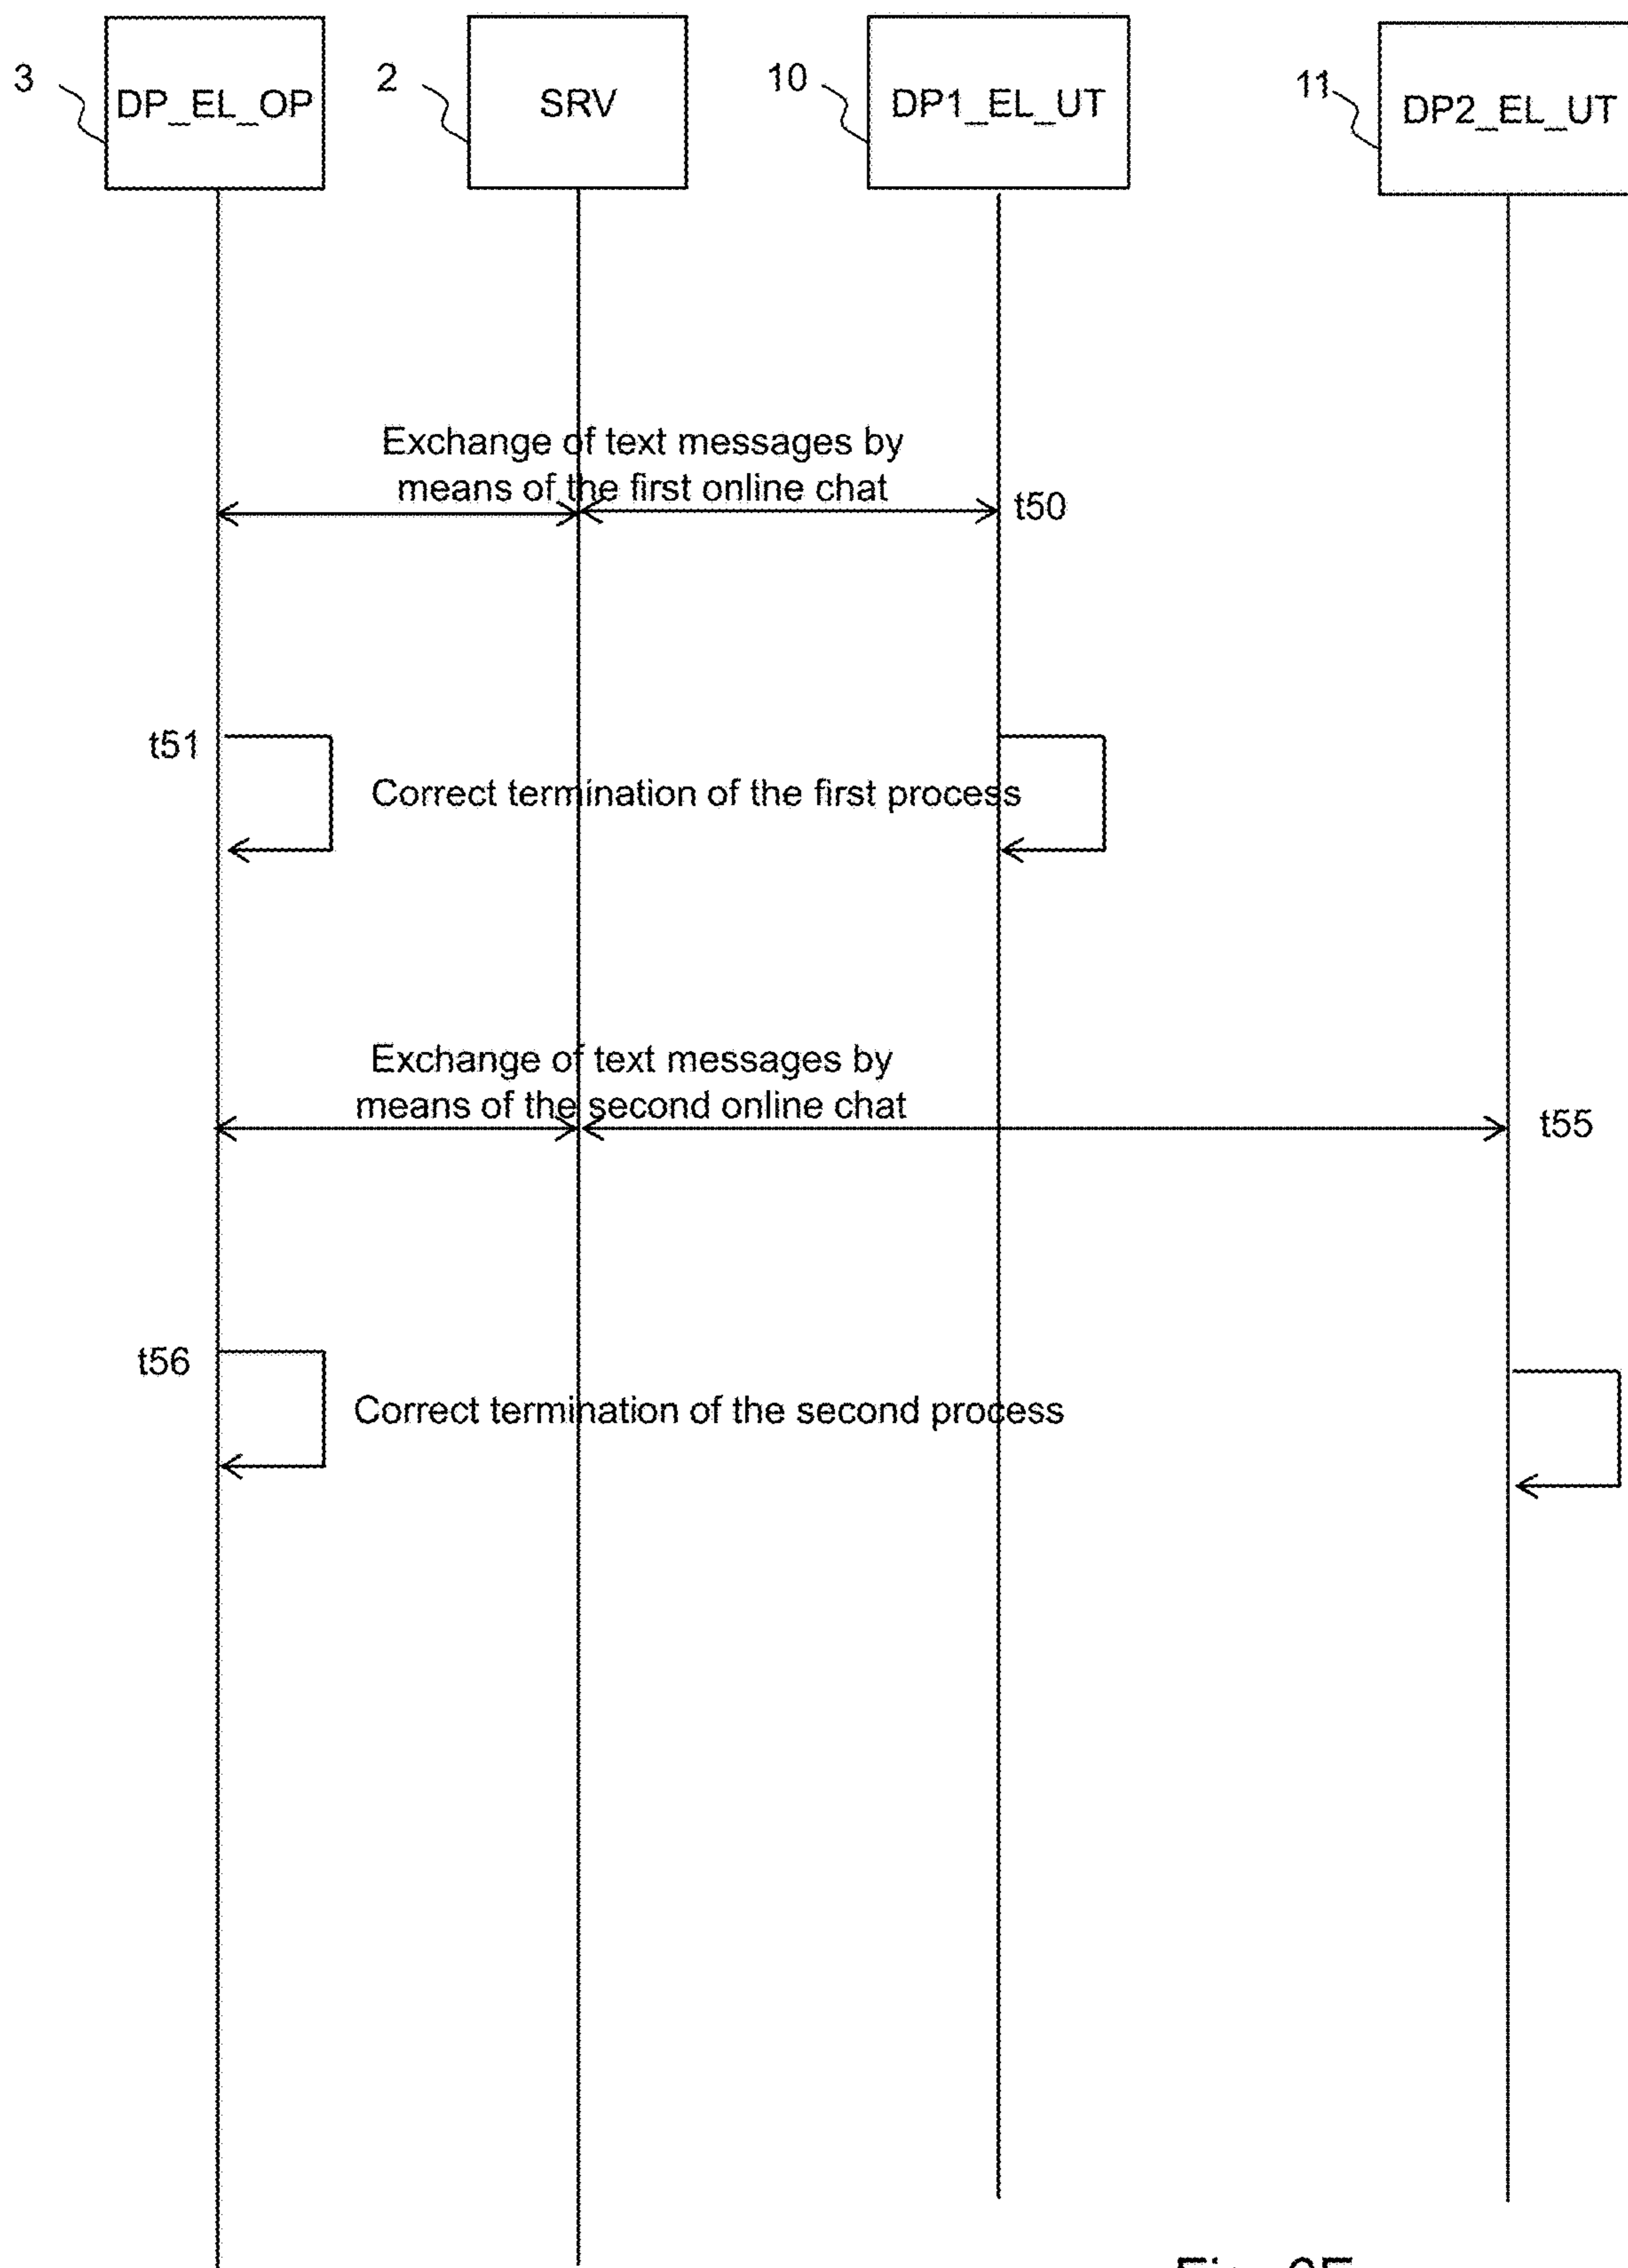 3
DP_EL_OP
2
SRV
10
DP1_EL_UT
11
DP2_EL_UT
Exchange of text messages by
means of the first online chat
t50
t51
Correct termination of the first process
Exchange of text messages by
means of the second online chat
t55
t56
Correct termination of the second process